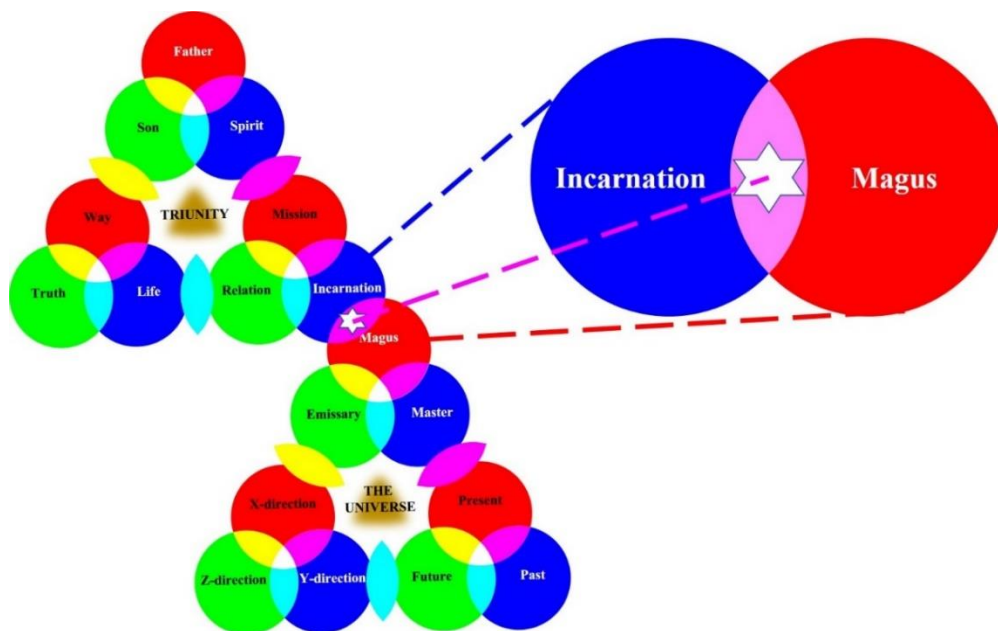 Father
Son
Spirit
Way
TRIUNITY
Mission
Truth
Life
Relation
Incarnation
Magus
Emissary
Master
X-direction
THE
UNIVERSE
Present
Z-direction
Y-direction
Future
Past
Incarnation
Magus